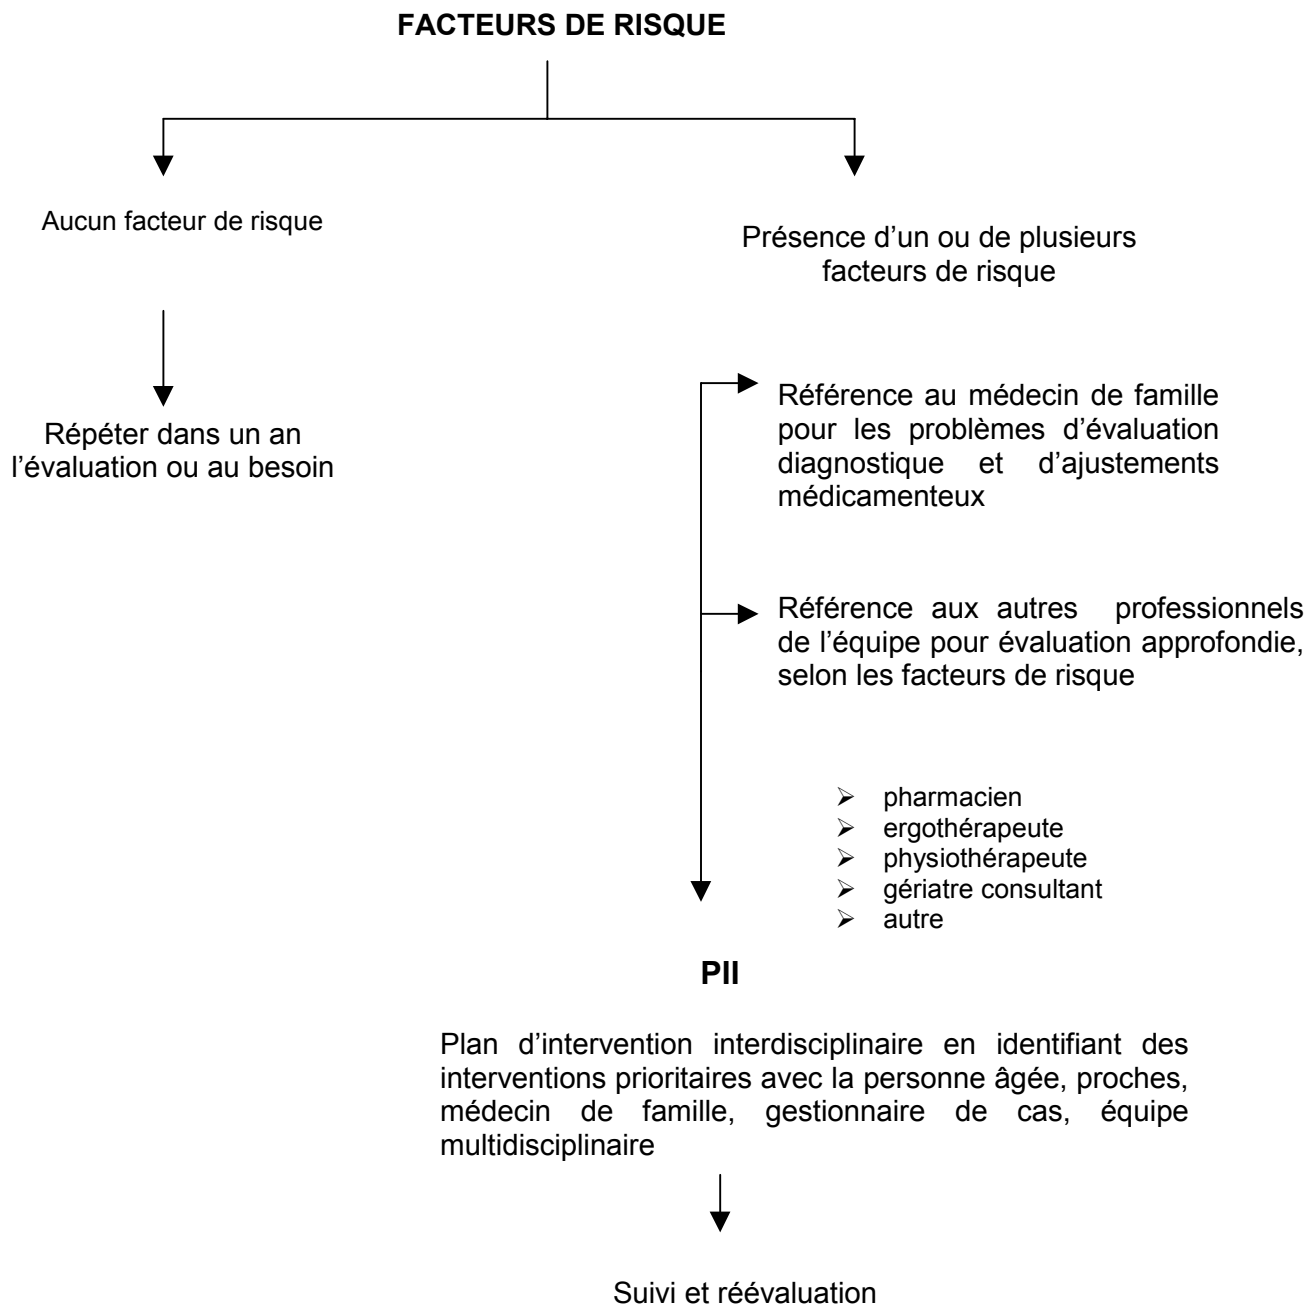 FACTEURS DE RISQUE
Aucun facteur de risque
Répéter dans un an
l’évaluation ou au besoin
Présence d’un ou de plusieurs
facteurs de risque
Référence au médecin de famille
pour les problèmes d’évaluation
diagnostique et d’ajustements
médicamenteux
Référence aux autres professionnels
de l’équipe pour évaluation approfondie,
selon les facteurs de risque
➢ pharmacien
➢ ergothérapeute
➢ physiothérapeute
➢ gériatre consultant
➢ autre
PII
Plan d’intervention interdisciplinaire en identifiant des
interventions prioritaires avec la personne âgée, proches,
médecin de famille, gestionnaire de cas, équipe
multidisciplinaire
Suivi et réévaluation